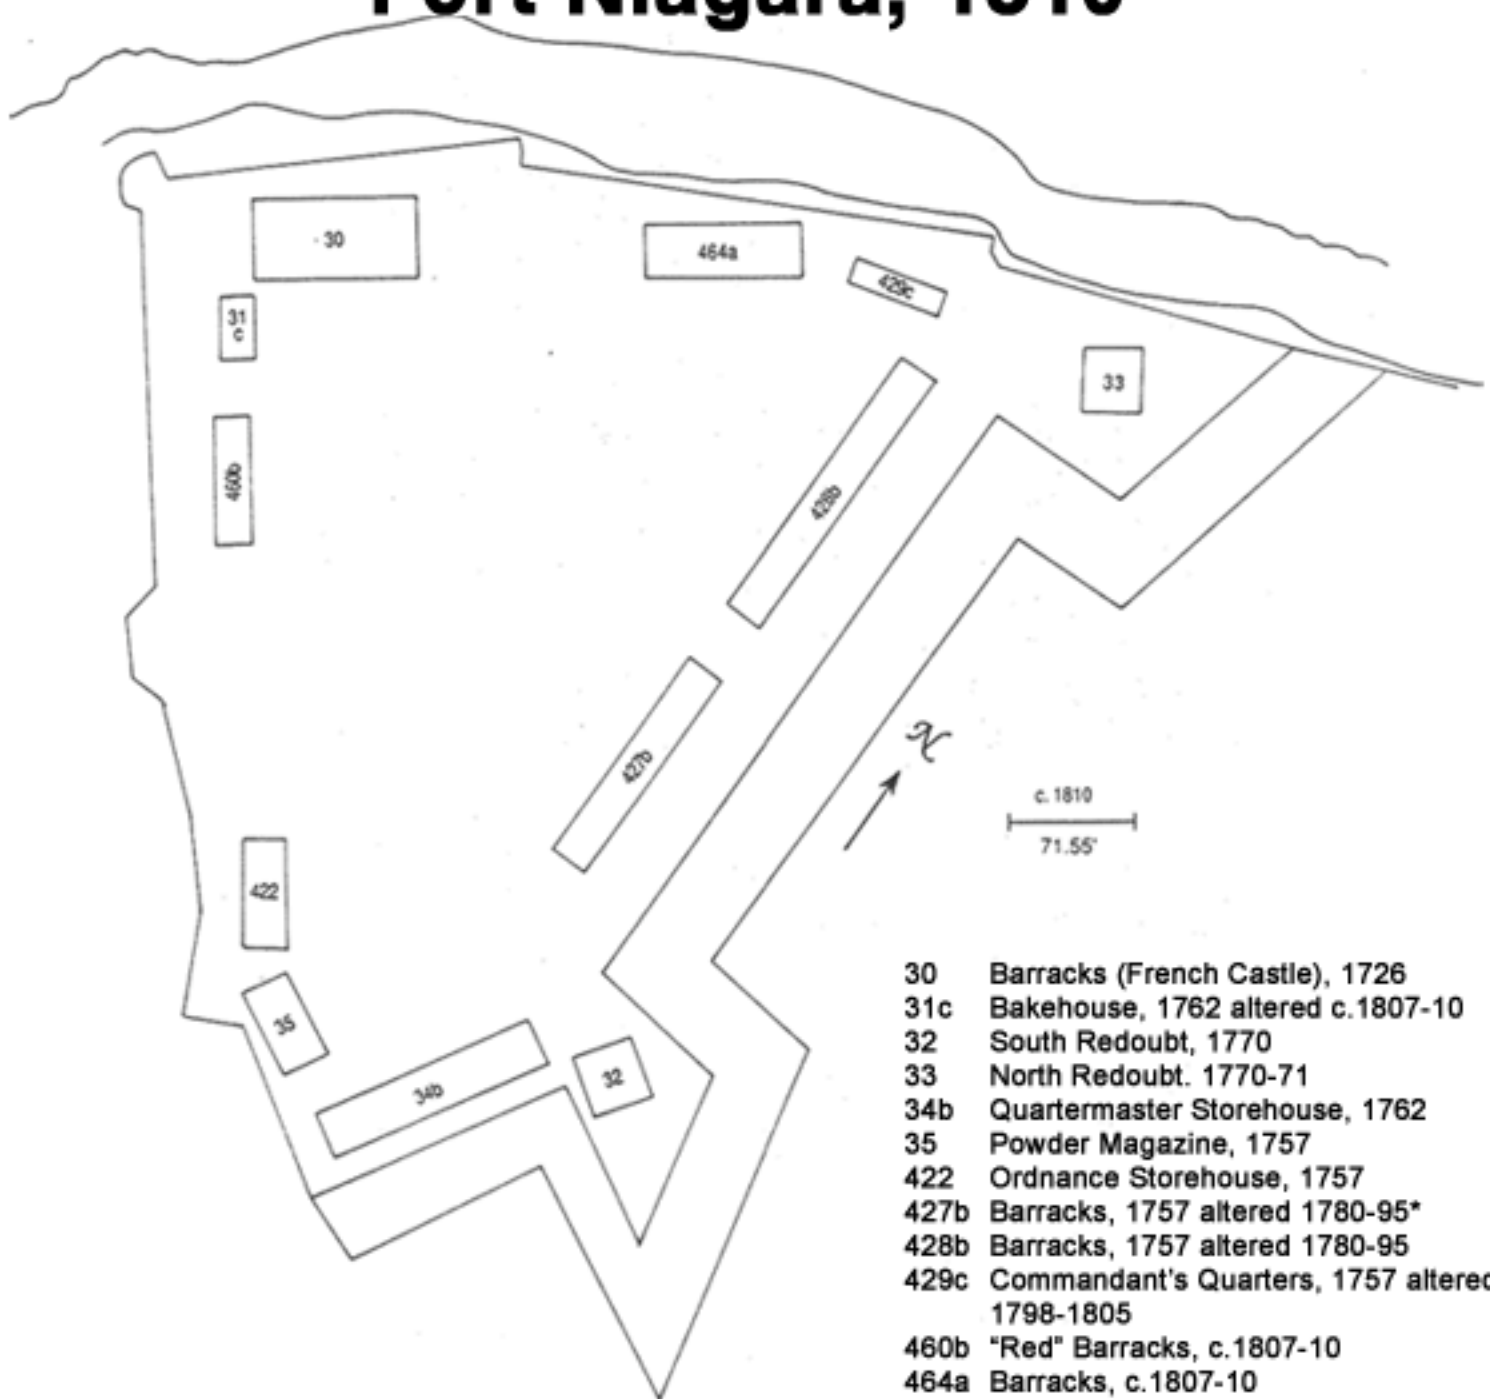 Fort Niagara, 1810
30
464a
429c
31
c
33
460b
428b
427b
N
c. 1810
71.55'
422
35
34b
32
30 Barracks (French Castle), 1726
31c Bakehouse, 1762 altered c.1807-10
32 South Redoubt, 1770
33 North Redoubt. 1770-71
34b Quartermaster Storehouse, 1762
35 Powder Magazine, 1757
422 Ordnance Storehouse, 1757
427b Barracks, 1757 altered 1780-95*
428b Barracks, 1757 altered 1780-95
429c Commandant's Quarters, 1757 altered
1798-1805
460b "Red" Barracks, c.1807-10
464a Barracks, c.1807-10